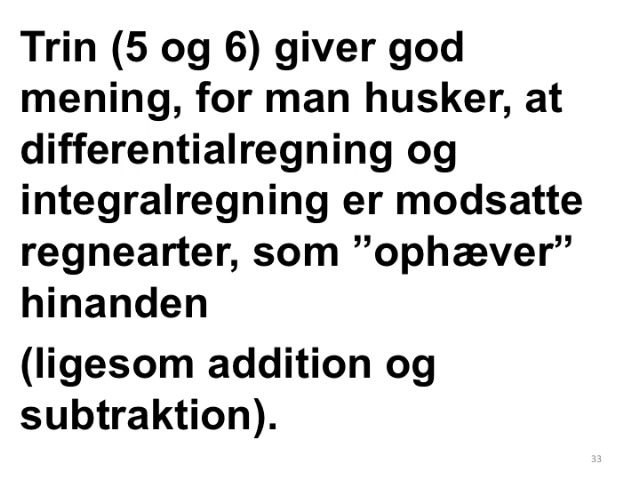 Trin (5 og 6) giver god
mening, for man husker, at
differentialregning og
integralregning er modsatte
regnearter, som ”ophæver”
hinanden
(ligesom addition og
subtraktion).
33